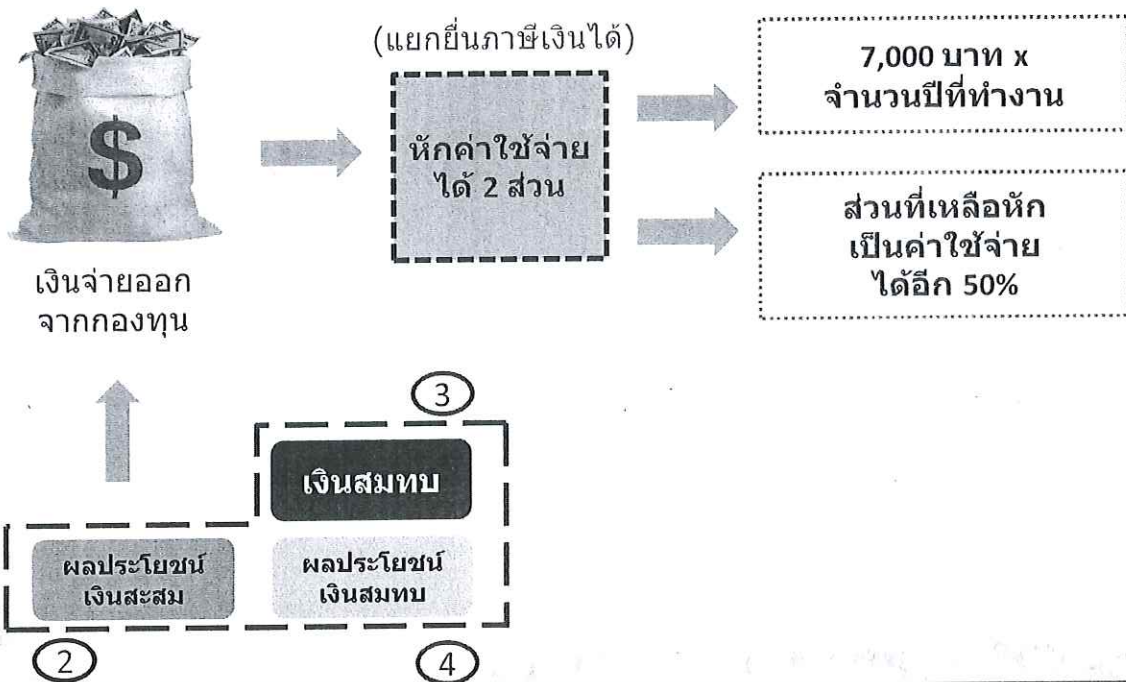 (แยกยื่นภาษีเงินได้)
$
หักค่าใช้จ่าย
ได้ 2 ส่วน
7,000 บาท x
จำนวนปีที่ทำงาน
ส่วนที่เหลือหัก
เป็นค่าใช้จ่าย
ได้อีก 50%
เงินจ่ายออก
จากกองทุน
3
เงินสมทบ
ผลประโยชน์
เงินสะสม
ผลประโยชน์
เงินสมทบ
2
4